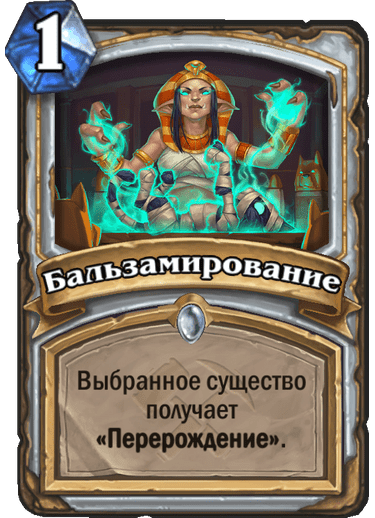 1
Бальзамирование
Выбранное существо
получает
«Перерождение».